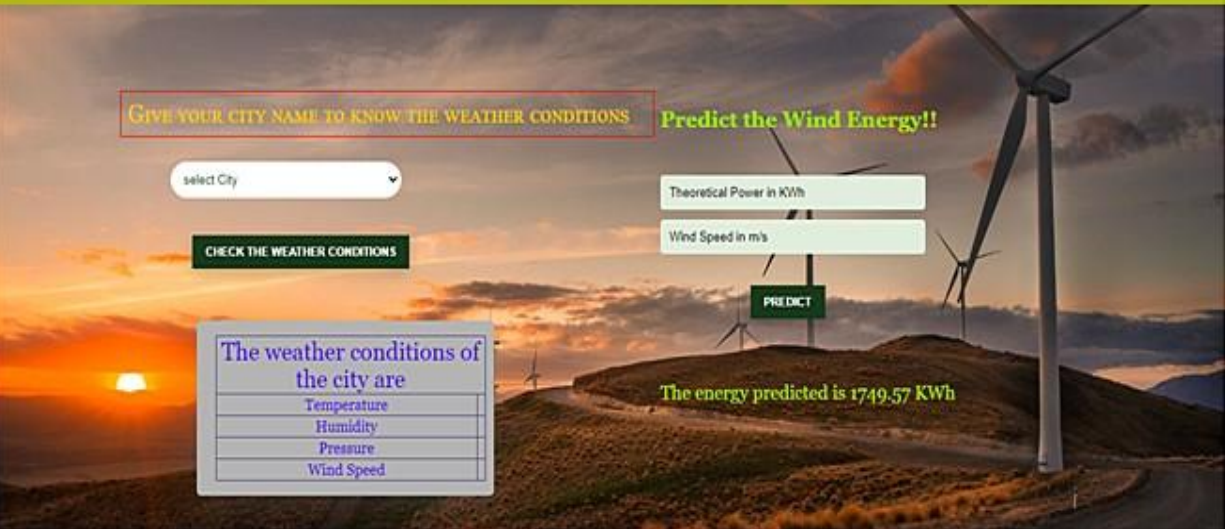 GIVE YOUR CITY NAME TO KNOW THE WEATHER CONDITIONS
select City
CHECK THE WEATHER CONDITIONS
The weather conditions of
the city are
Temperature
Humidity
Pressure
Wind Speed
Predict the Wind Energy!!
Theoretical Power in KWh
Wind Speed in m/s
PREDICT
The energy predicted is 1749.57 KWh